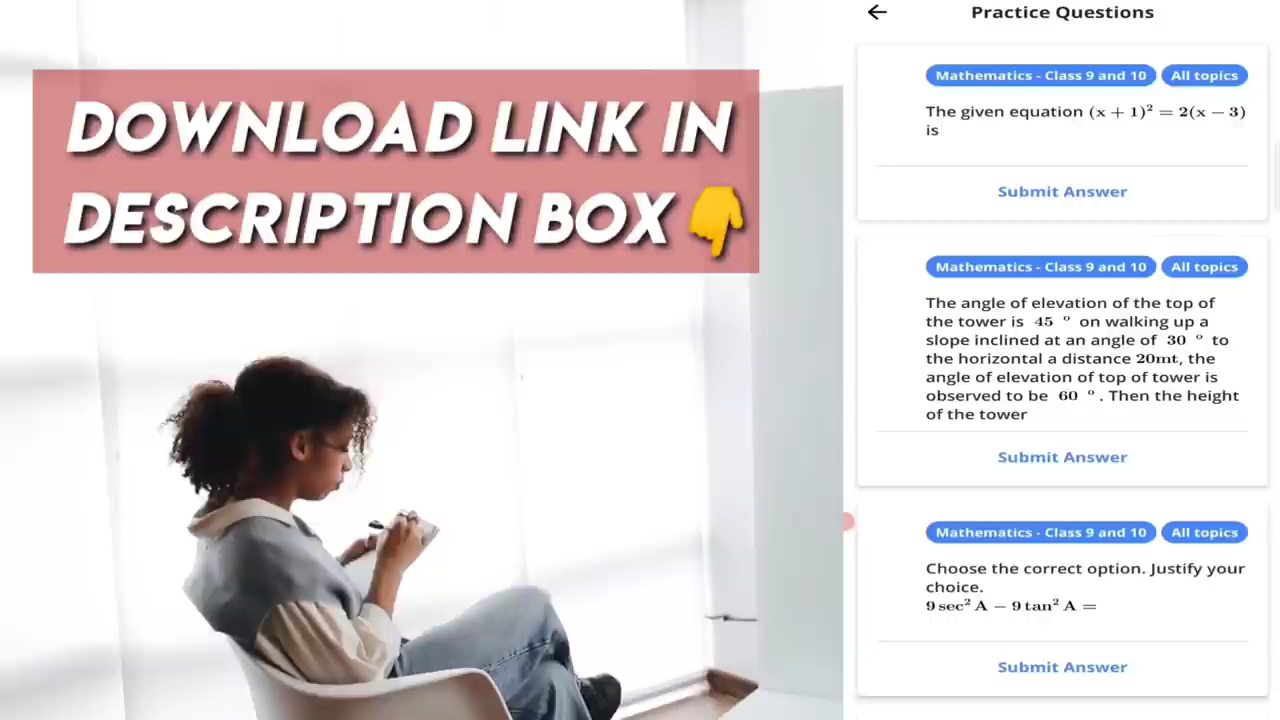 DOWNLOAD LINK IN
DESCRIPTION BOX👇
Practice Questions
Mathematics - Class 9 and 10 All topics
The given equation (x + 1)² = 2(x − 3)
is
Submit Answer
Mathematics - Class 9 and 10 All topics
The angle of elevation of the top of
the tower is 45 º on walking up a
slope inclined at an angle of 30 º to
the horizontal a distance 20mt, the
angle of elevation of top of tower is
observed to be 60 º . Then the height
of the tower
Submit Answer
Mathematics - Class 9 and 10 All topics
Choose the correct option. Justify your
choice.
9 sec² A − 9 tan² A =
Submit Answer